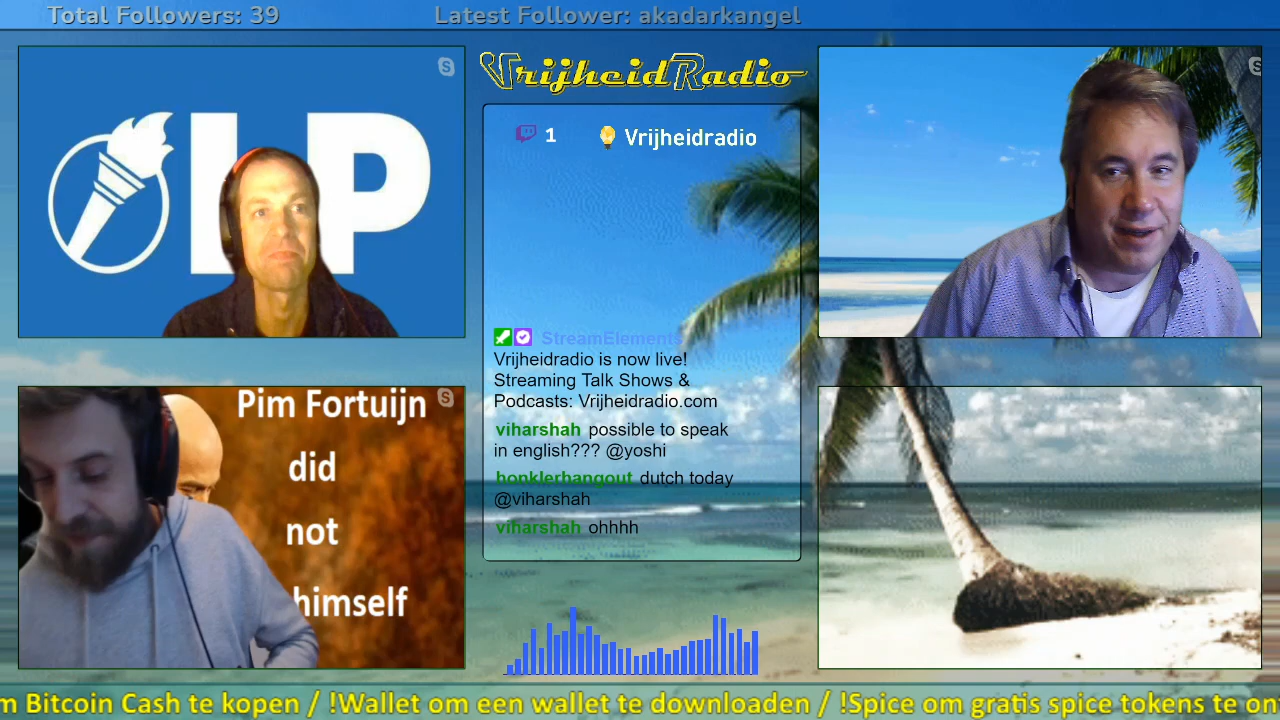 Total Followers: 39
Latest Follower: akadarkangel
LP
VrijheidRadio
1
Vrijheidradio
StreamElements
Vrijheidradio is now live!
Streaming Talk Shows &
Podcasts: Vrijheidradio.com
viharshah possible to speak
in english??? @yoshi
honklerhangout dutch today
@viharshah
viharshah ohhhh
Pim Fortuijn
did
not
himself
m Bitcoin Cash te kopen / !Wallet om een wallet te downloaden / !Spice om gratis spice tokens te on